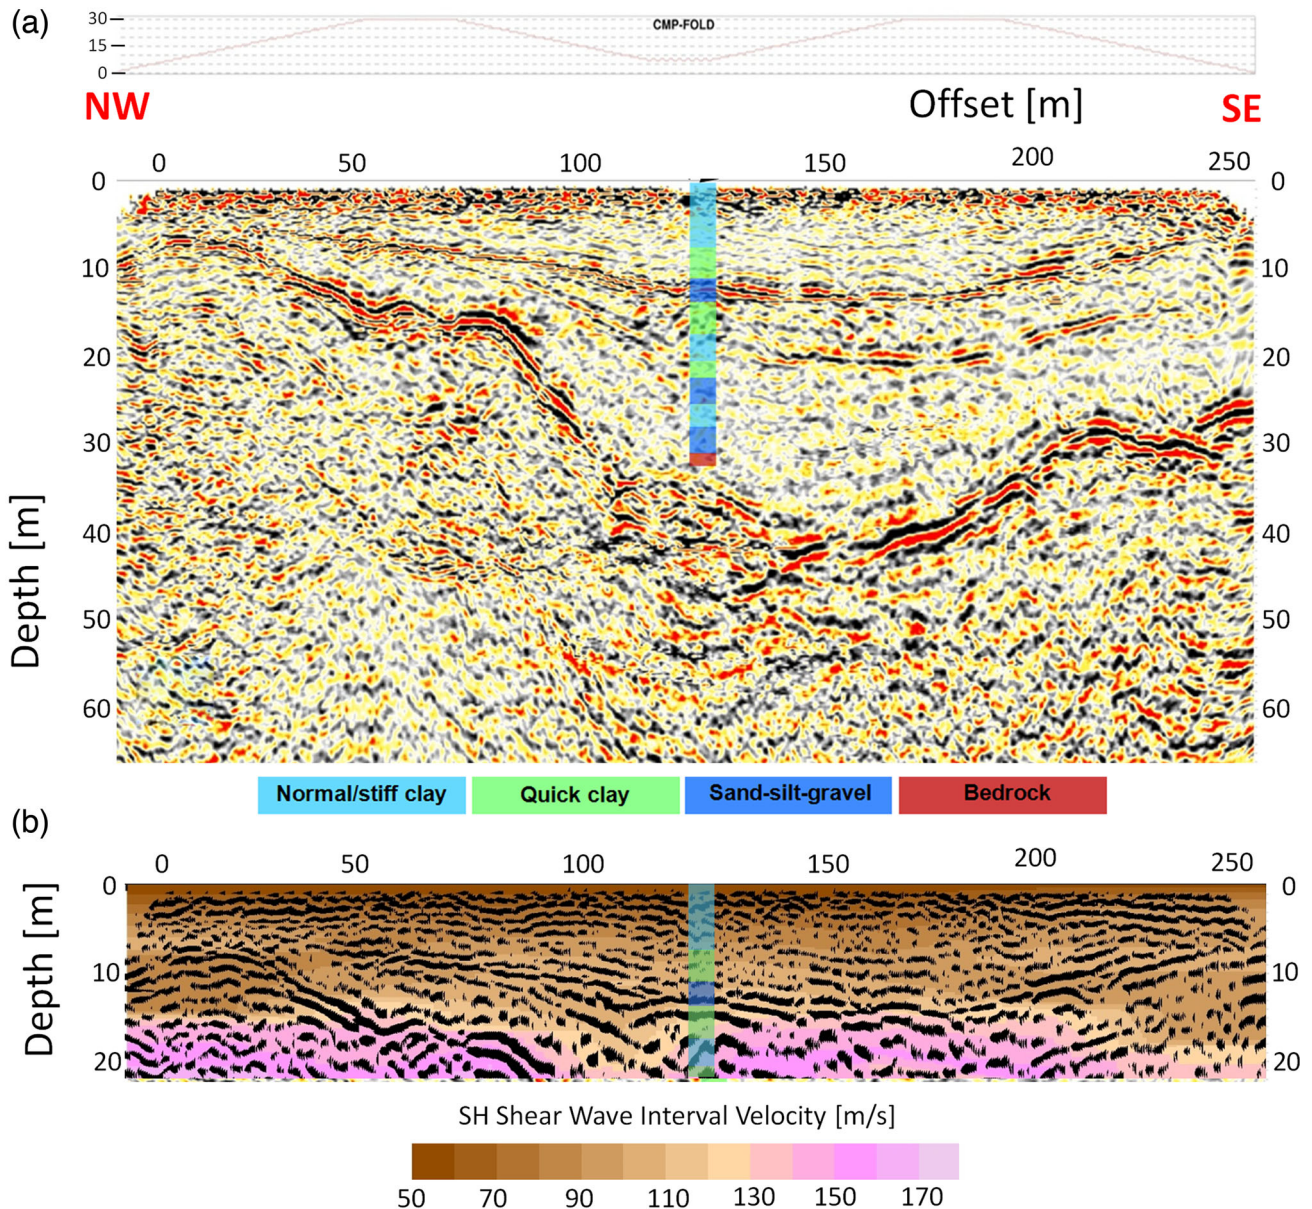 (a)
30
CMP-FOLD
15
0
NW
Offset [m]
SE
0 50 100 150 200 250
0 0
10 10
20 20
30 30
40 40
50 50
60 60
Depth [m]
Normal/stiff clay Quick clay Sand-silt-gravel Bedrock
(b)
0 50 100 150 200 250
0 0
10 10
20 20
Depth [m]
SH Shear Wave Interval Velocity [m/s]
50 70 90 110 130 150 170